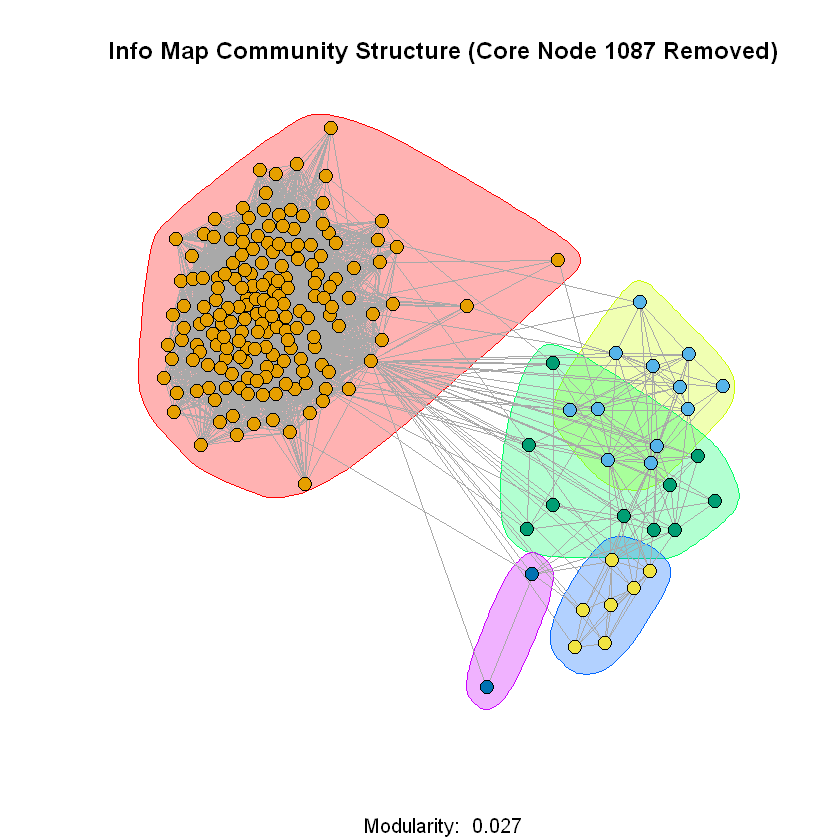 Info Map Community Structure (Core Node 1087 Removed)
Modularity: 0.027